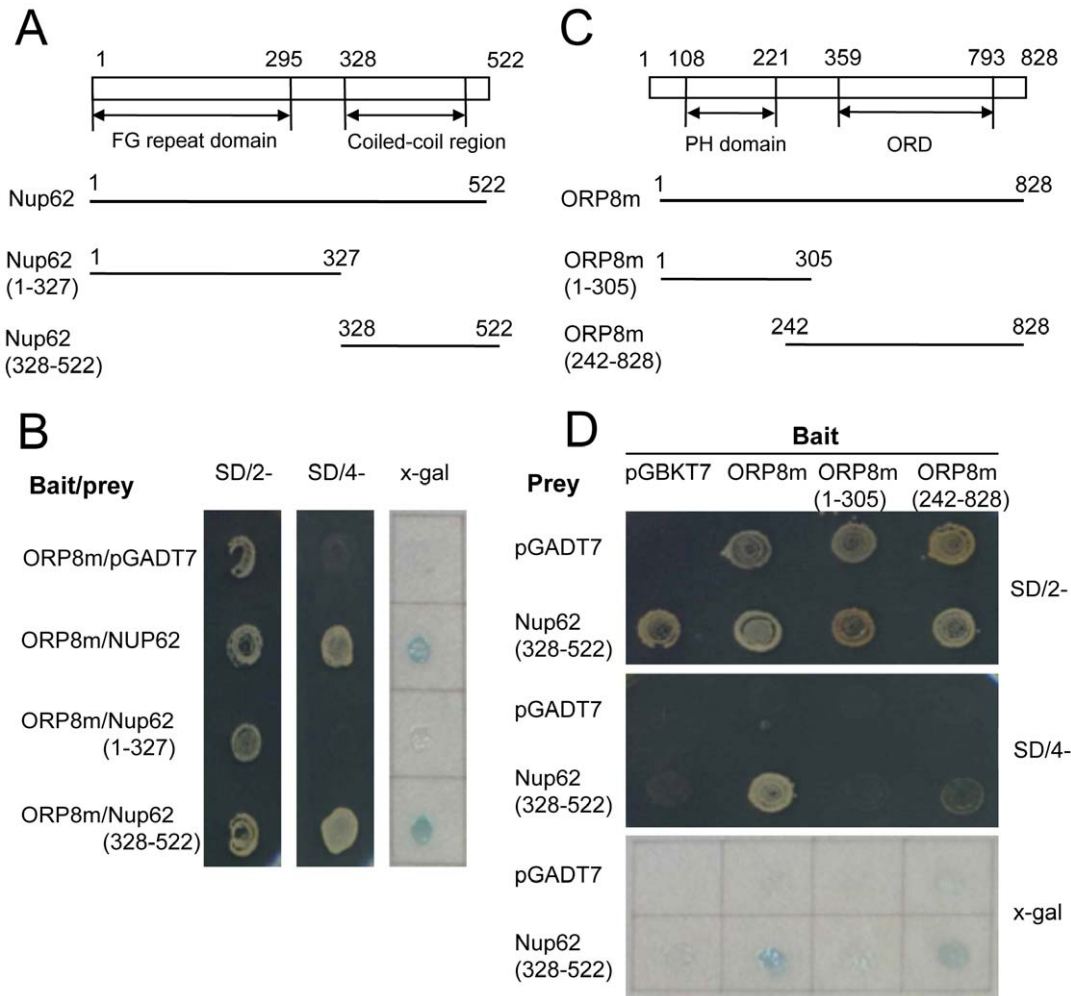 A
1 295 328 522
FG repeat domain Coiled-coil region
Nup62 1 522
Nup62
(1-327)
1 327
Nup62
(328-522)
328 522
C
1 108 221 359 793 828
PH domain ORD
ORP8m 1 828
ORP8m
(1-305)
1 305
ORP8m
(242-828)
242 828
B
Bait/prey SD/2- SD/4- x-gal
ORP8m/pGADT7
ORP8m/NUP62
ORP8m/Nup62
(1-327)
ORP8m/Nup62
(328-522)
D
Bait
Prey pGBKT7 ORP8m ORP8m ORP8m
(1-305) (242-828)
pGADT7
Nup62
(328-522)
SD/2-
pGADT7
Nup62
(328-522)
SD/4-
pGADT7
Nup62
(328-522)
x-gal